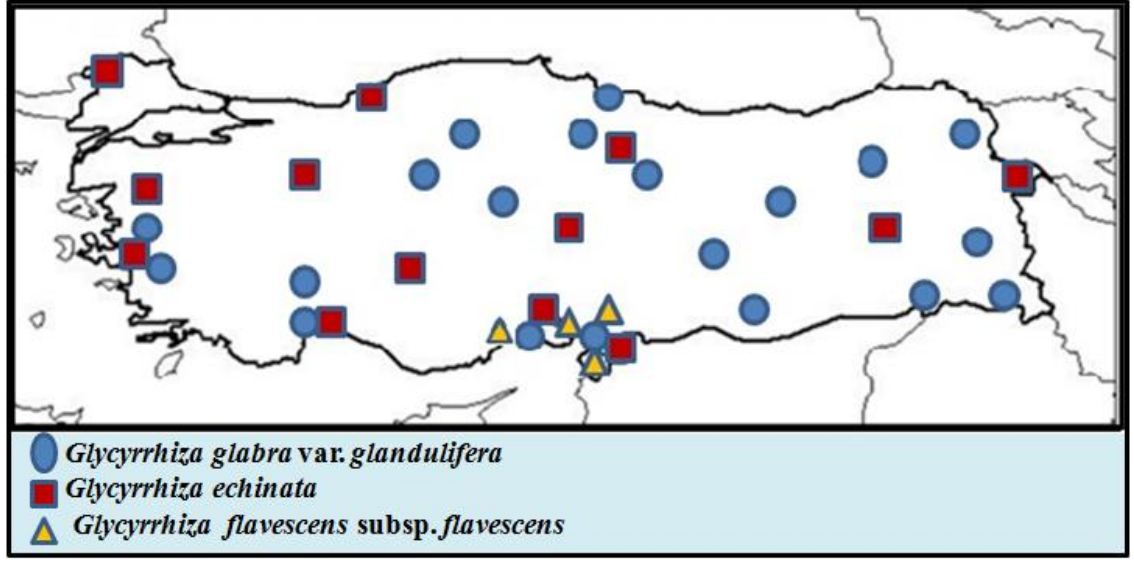 Glycyrrhiza glabra var. glandulifera
Glycyrrhiza echinata
Glycyrrhiza flavescens subsp. flavescens